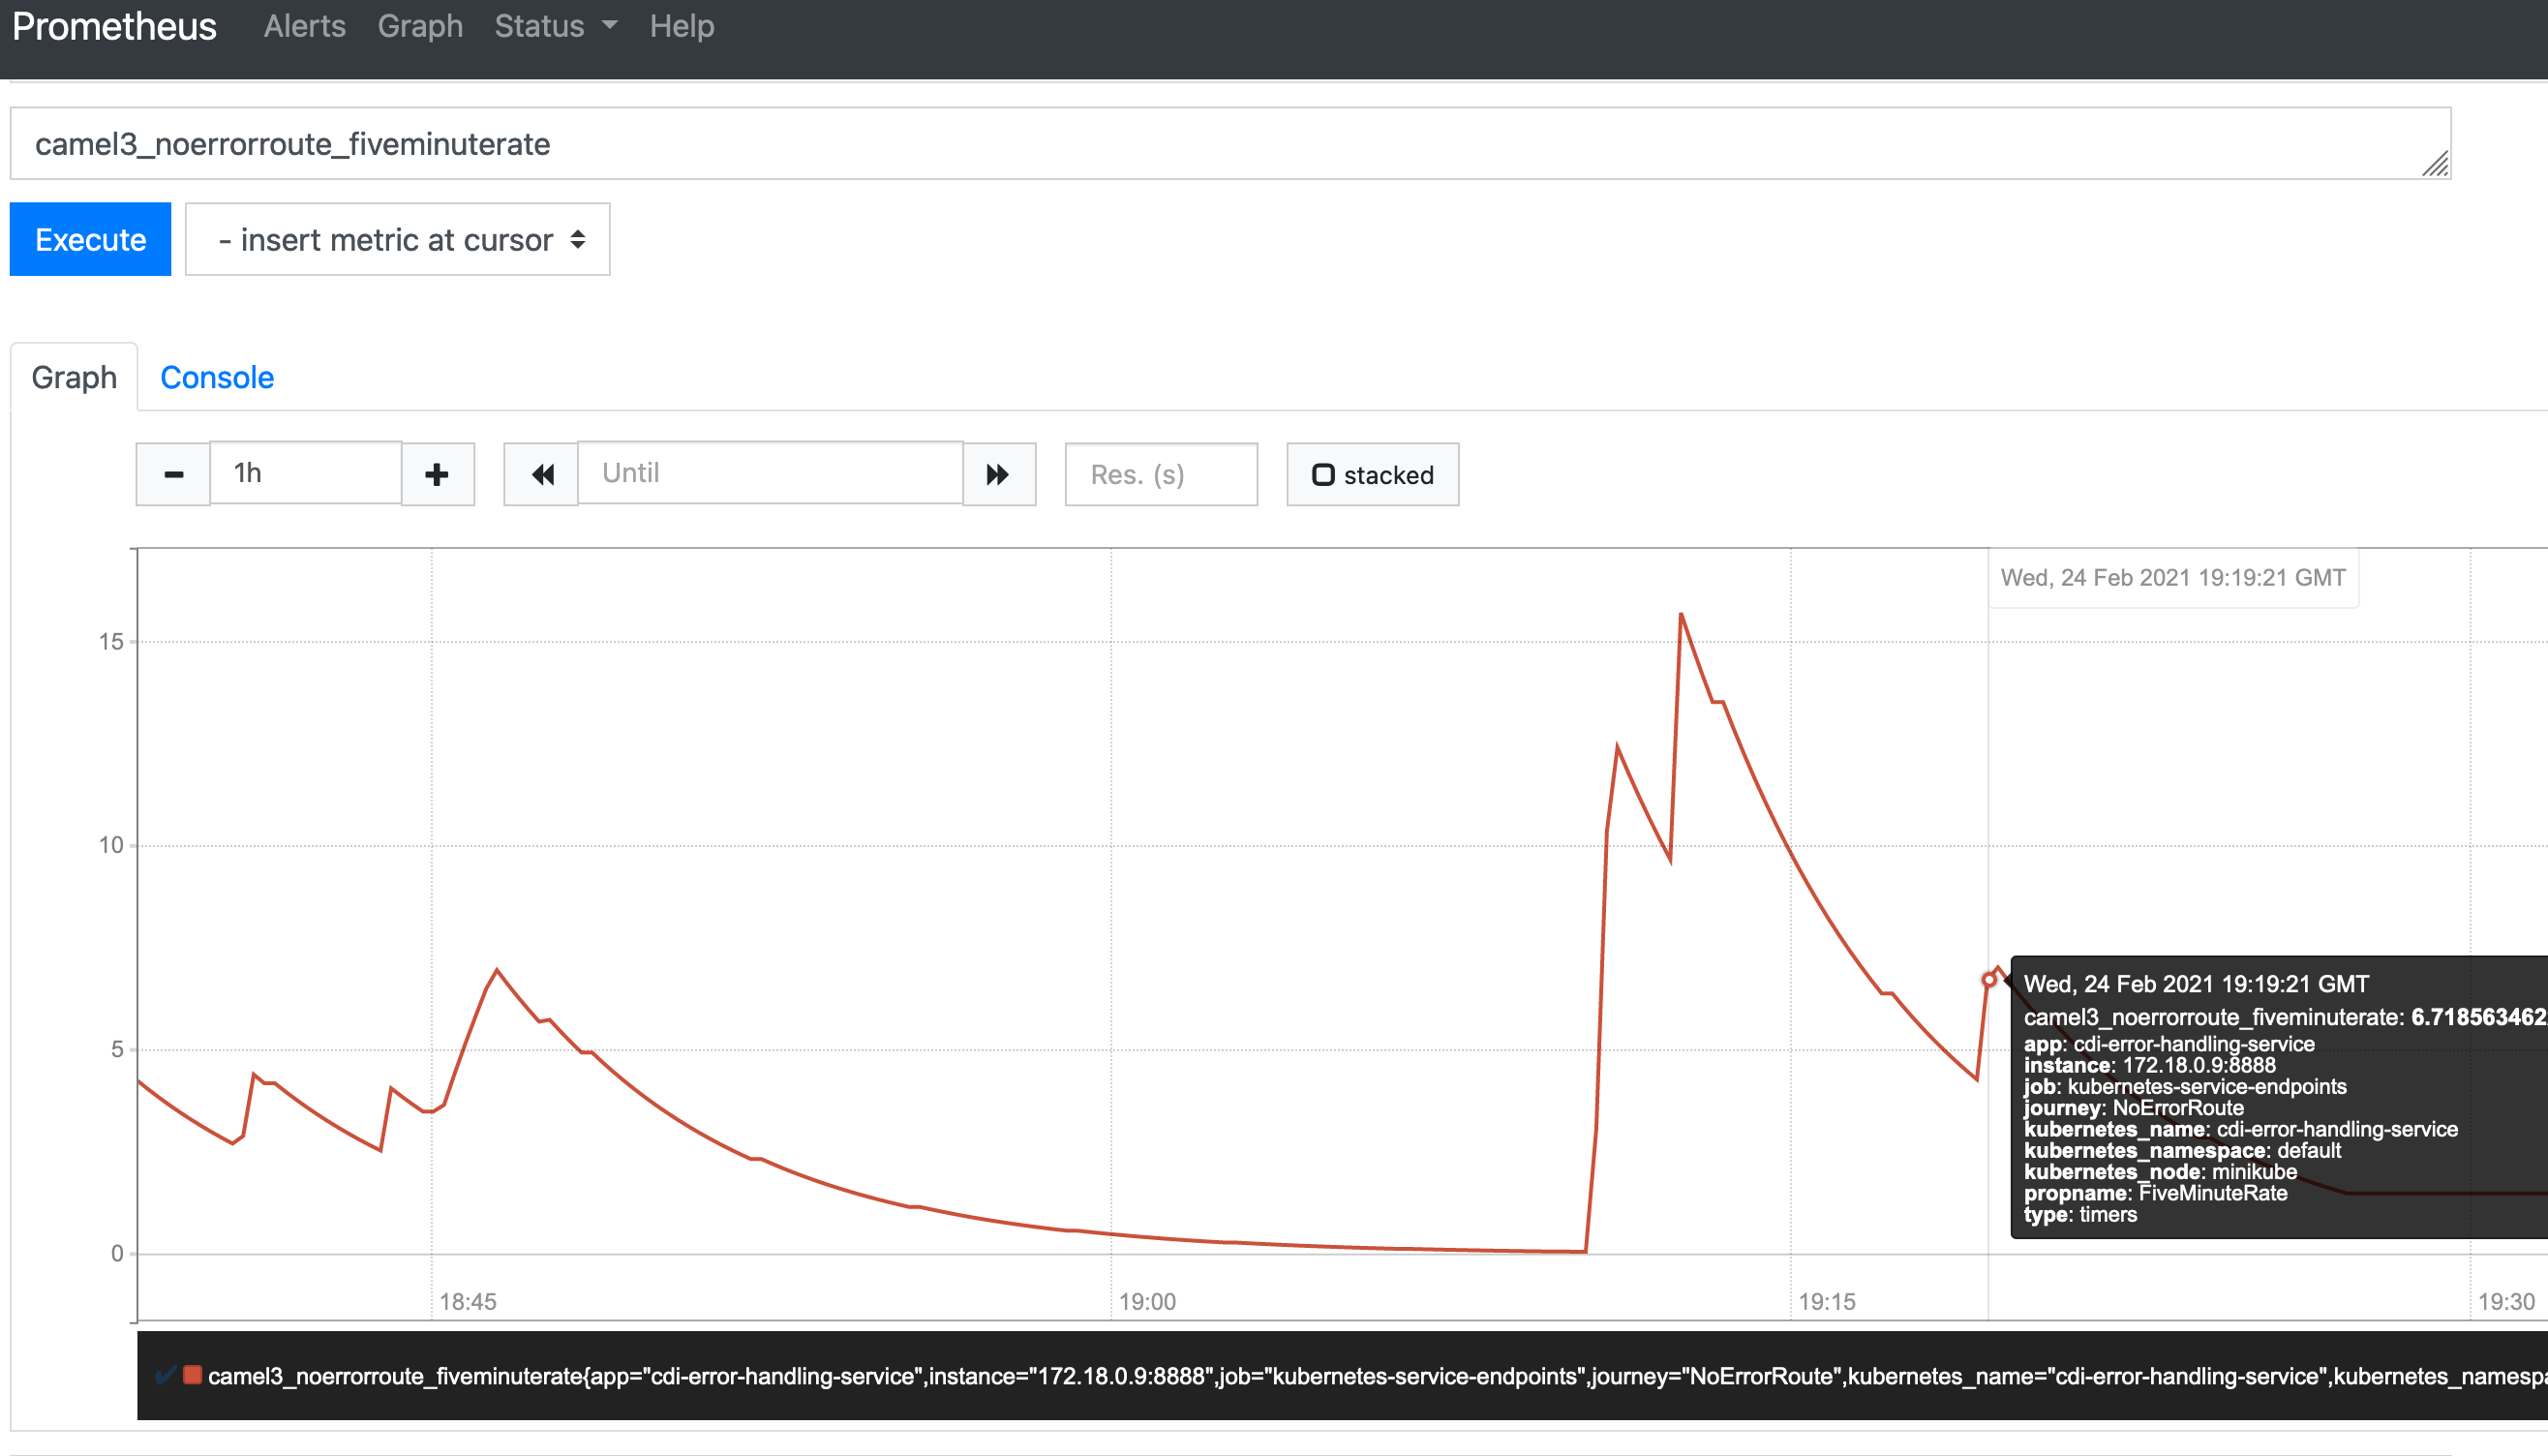 Prometheus Alerts Graph Status Help
camel3_noerrorroute_fiveminuterate
Execute - insert metric at cursor
Graph Console
1h Until Res. (s) stacked
Wed, 24 Feb 2021 19:19:21 GMT
15
10
5
0
Wed, 24 Feb 2021 19:19:21 GMT
camel3_noerrorroute_fiveminuterate: 6.718563462
app: cdi-error-handling-service
instance: 172.18.0.9:8888
job: kubernetes-service-endpoints
journey: NoErrorRoute
kubernetes_name: cdi-error-handling-service
kubernetes_namespace: default
kubernetes_node: minikube
propname: FiveMinuteRate
type: timers
18:45 19:00 19:15 19:30
camel3_noerrorroute_fiveminuterate{app="cdi-error-handling-service",instance="172.18.0.9:8888",job="kubernetes-service-endpoints",journey="NoErrorRoute",kubernetes_name="cdi-error-handling-service",kubernetes_namespa